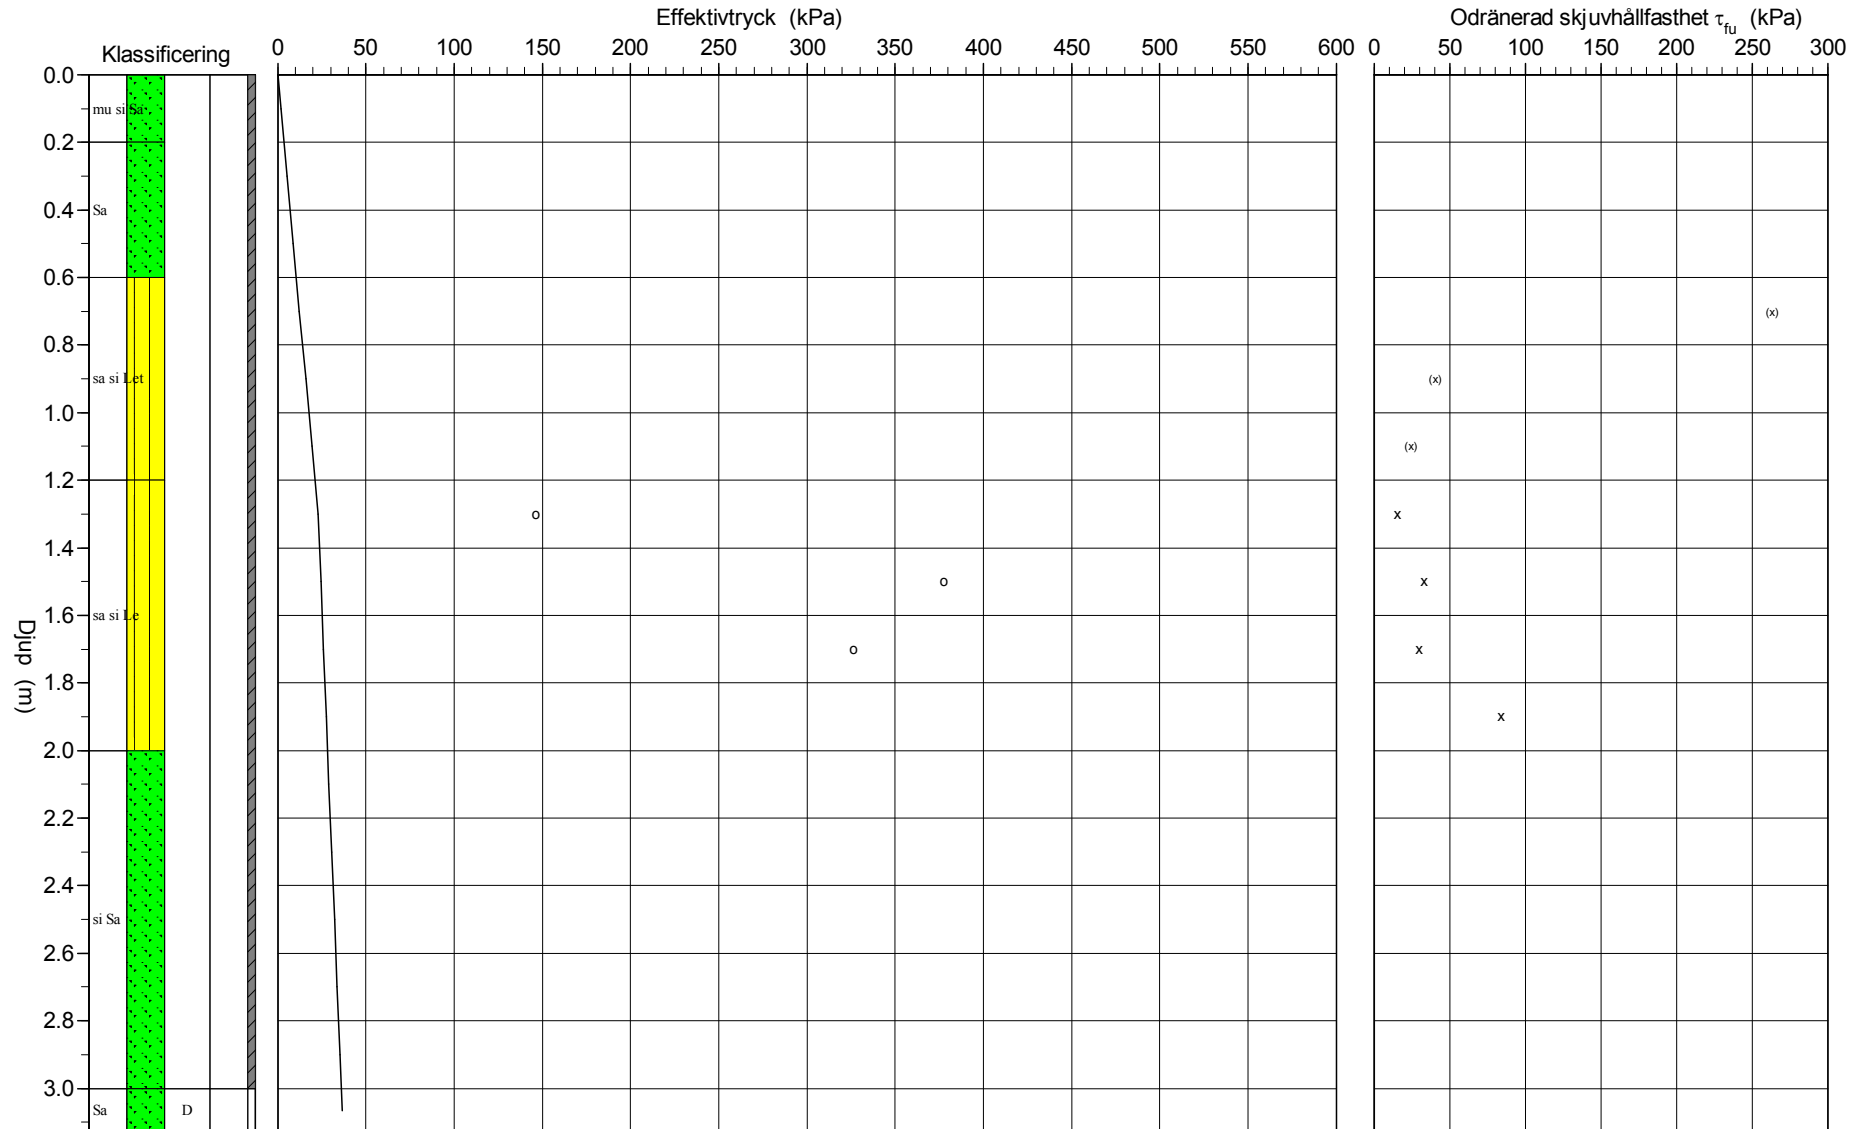 Effektivtryck (kPa)
Odränerad skjuvhållfasthet τfu (kPa)
Klassificering
0 50 100 150 200 250 300 350 400 450 500 550 600
0 50 100 150 200 250 300
0.0
mu si Sa
0.2
0.4
Sa
0.6
(x)
0.8
sa si Let
(x)
1.0
(x)
1.2
o
x
1.4
o
x
1.6
sa si Le
o
x
1.8
x
2.0
2.2
2.4
si Sa
2.6
2.8
3.0
Sa
D
Djup (m)